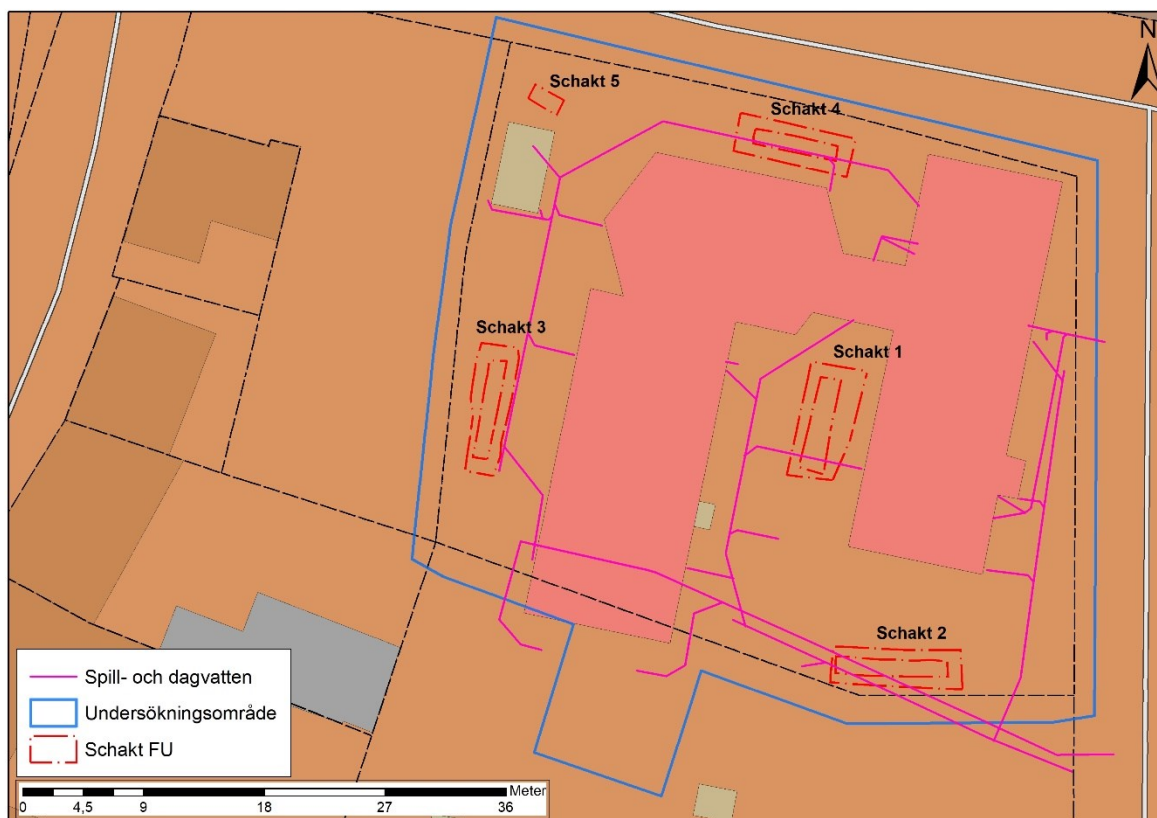 N
Schakt 5
Schakt 4
Schakt 3
Schakt 1
Schakt 2
Spill- och dagvatten
Undersökningsområde
Schakt FU
Meter
0 4,5 9 18 27 36